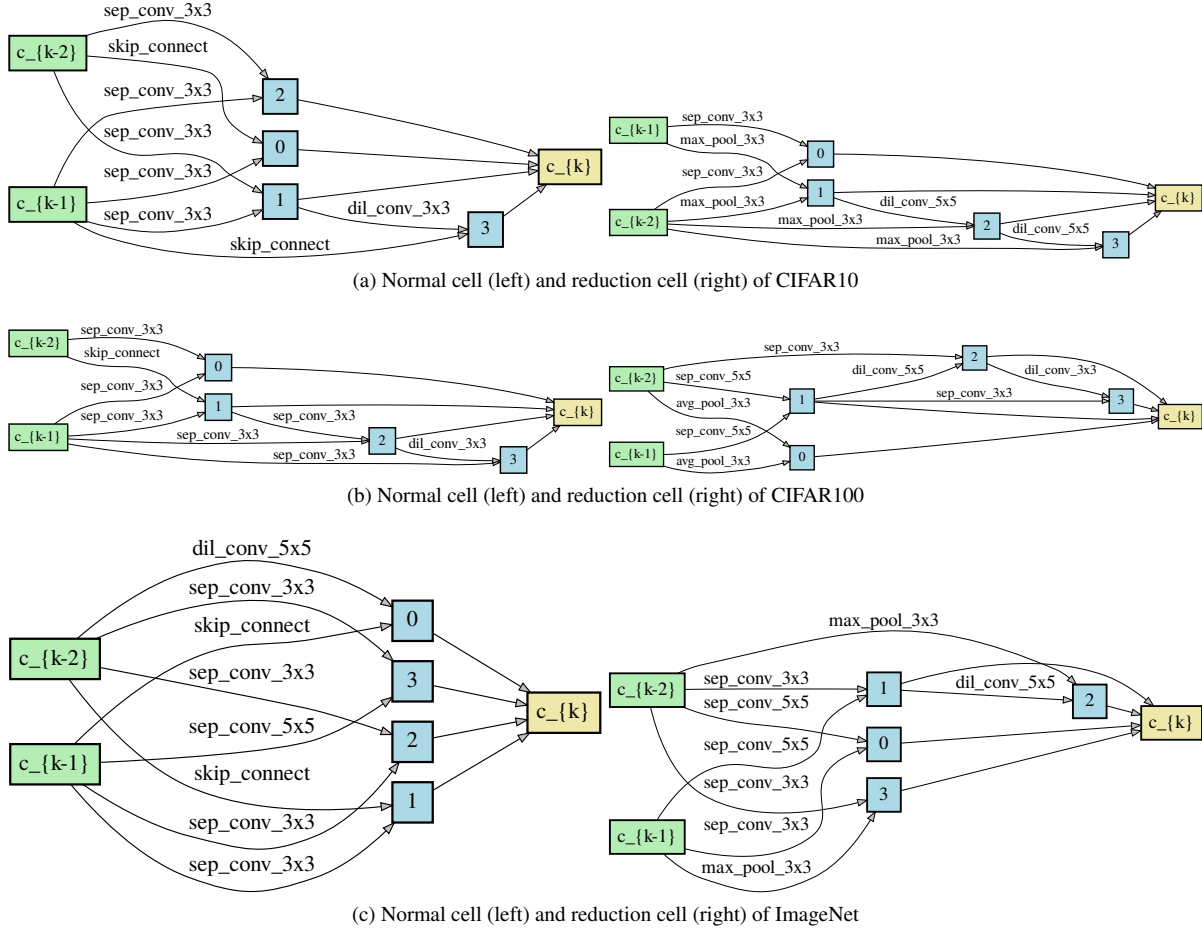 sep_conv_3x3
c_{k-2}
skip_connect
sep_conv_3x3
2
sep_conv_3x3
0
c_{k}
c_{k-1}
sep_conv_3x3
1
sep_conv_3x3
dil_conv_3x3
3
skip_connect
c_{k-1}
sep_conv_3x3
max_pool_3x3
0
sep_conv_3x3
1
c_{k}
c_{k-2}
max_pool_3x3
dil_conv_5x5
max_pool_3x3
2
dil_conv_5x5
max_pool_3x3
3
(a) Normal cell (left) and reduction cell (right) of CIFAR10
sep_conv_3x3
c_{k-2}
skip_connect
0
sep_conv_3x3
1
c_{k}
sep_conv_3x3
sep_conv_3x3
c_{k-1}
sep_conv_3x3
2
dil_conv_3x3
sep_conv_3x3
3
sep_conv_3x3
2
c_{k-2}
sep_conv_5x5
dil_conv_5x5
dil_conv_3x3
avg_pool_3x3
1
sep_conv_3x3
3
c_{k}
sep_conv_5x5
c_{k-1}
avg_pool_3x3
0
(b) Normal cell (left) and reduction cell (right) of CIFAR100
dil_conv_5x5
sep_conv_3x3
0
skip_connect
c_{k-2}
sep_conv_3x3
3
c_{k}
sep_conv_5x5
2
c_{k-1}
skip_connect
1
sep_conv_3x3
sep_conv_3x3
max_pool_3x3
c_{k-2}
sep_conv_3x3
1
dil_conv_5x5
2
sep_conv_5x5
c_{k}
sep_conv_5x5
0
sep_conv_3x3
3
sep_conv_3x3
c_{k-1}
max_pool_3x3
(c) Normal cell (left) and reduction cell (right) of ImageNet